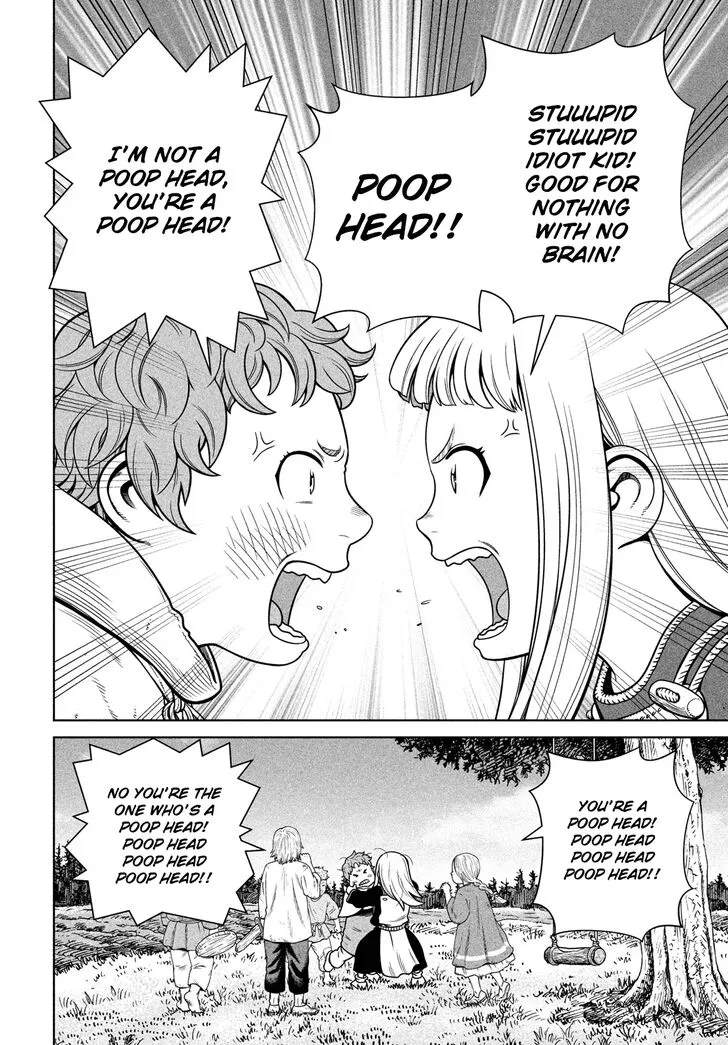 STUUUPID
STUUUPID
IDIOT KID!
GOOD FOR
NOTHING
WITH NO
BRAIN!
POOP
HEAD!!
I'M NOT A
POOP HEAD,
YOU'RE A
POOP HEAD!
YOU'RE A
POOP HEAD!
POOP HEAD
POOP HEAD
POOP HEAD!!
NO YOU'RE THE
ONE WHO'S A
POOP HEAD!
POOP HEAD
POOP HEAD
POOP HEAD!!